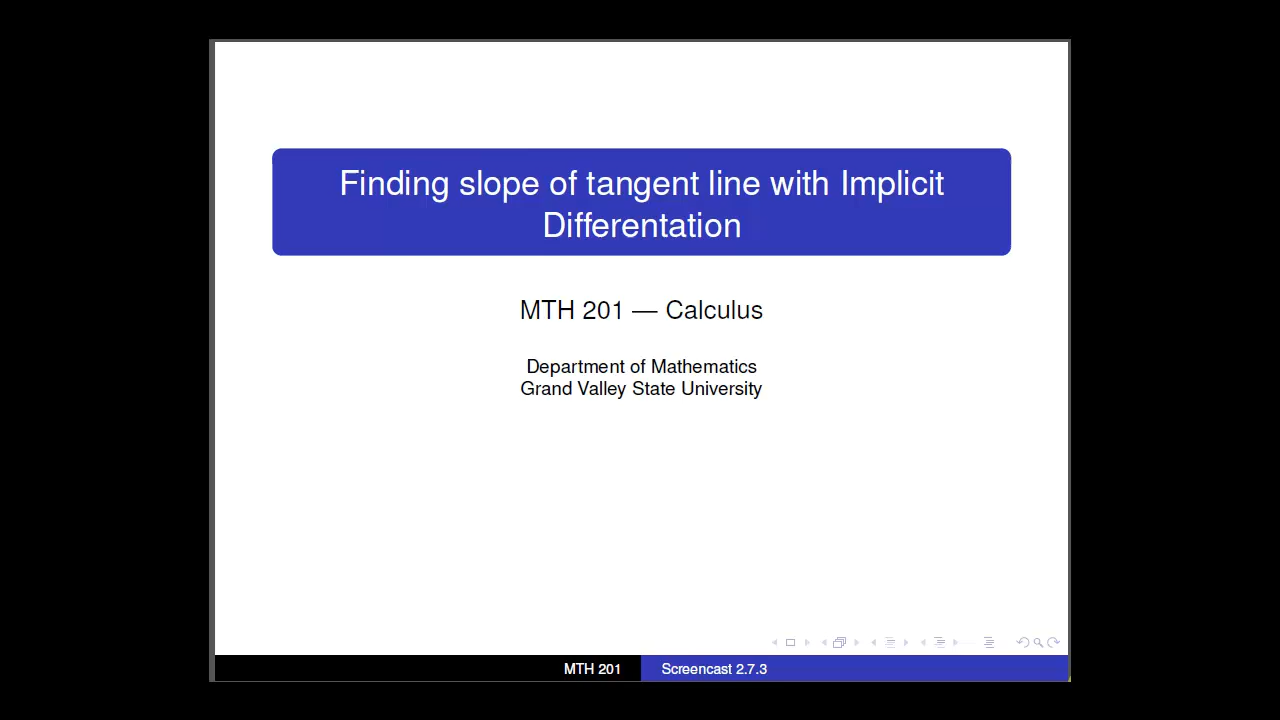 Finding slope of tangent line with Implicit
Differentation
MTH 201 — Calculus
Department of Mathematics
Grand Valley State University
MTH 201
Screencast 2.7.3